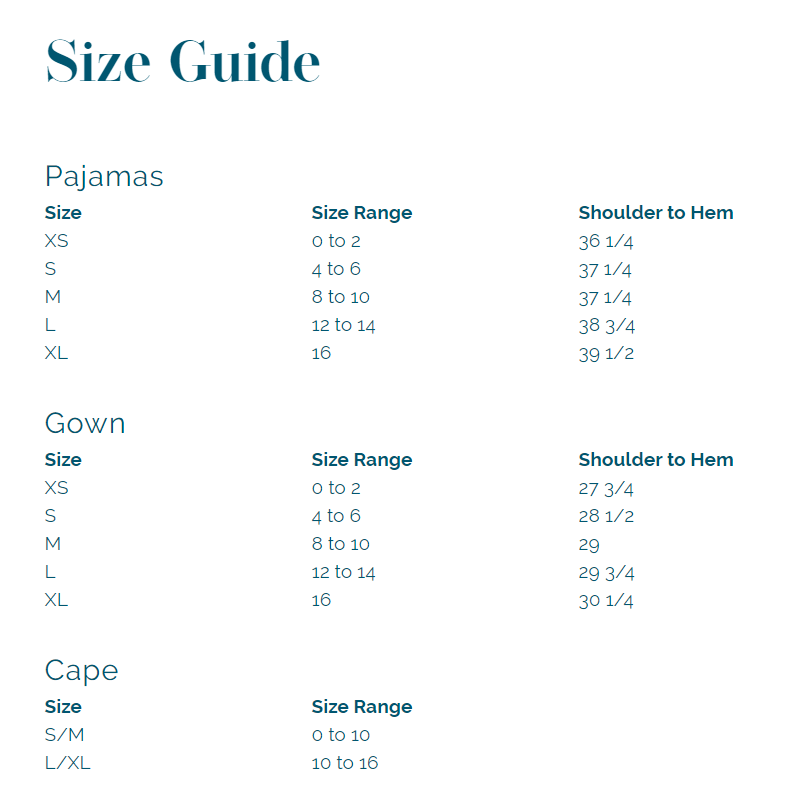 Size Guide
Pajamas
Size Size Range Shoulder to Hem
XS 0 to 2 36 1/4
S 4 to 6 37 1/4
M 8 to 10 37 1/4
L 12 to 14 38 3/4
XL 16 39 1/2
Gown
Size Size Range Shoulder to Hem
XS 0 to 2 27 3/4
S 4 to 6 28 1/2
M 8 to 10 29
L 12 to 14 29 3/4
XL 16 30 1/4
Cape
Size Size Range
S/M 0 to 10
L/XL 10 to 16